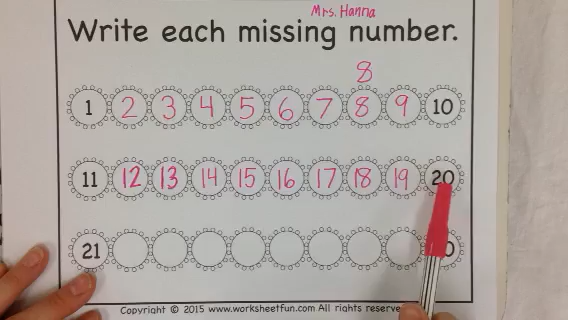 Mrs. Hanna
Write each missing number.
8
1 2 3 4 5 6 7 8 9 10
11 12 13 14 15 16 17 18 19 20
21
Copyright © 2015 www.worksheetfun.com All rights